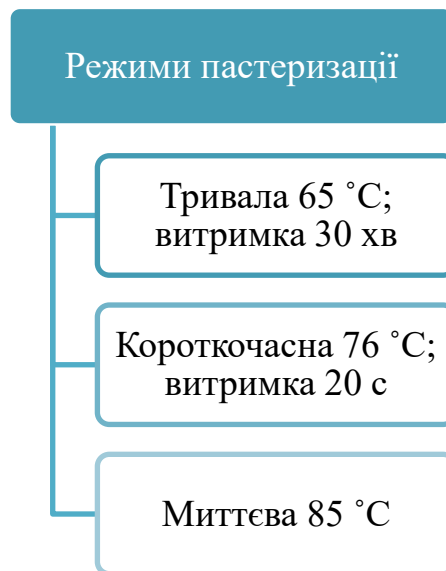 Режими пастеризації
Тривала 65 ˚С;
витримка 30 хв
Короткочасна 76 ˚С;
витримка 20 с
Миттєва 85 ˚С